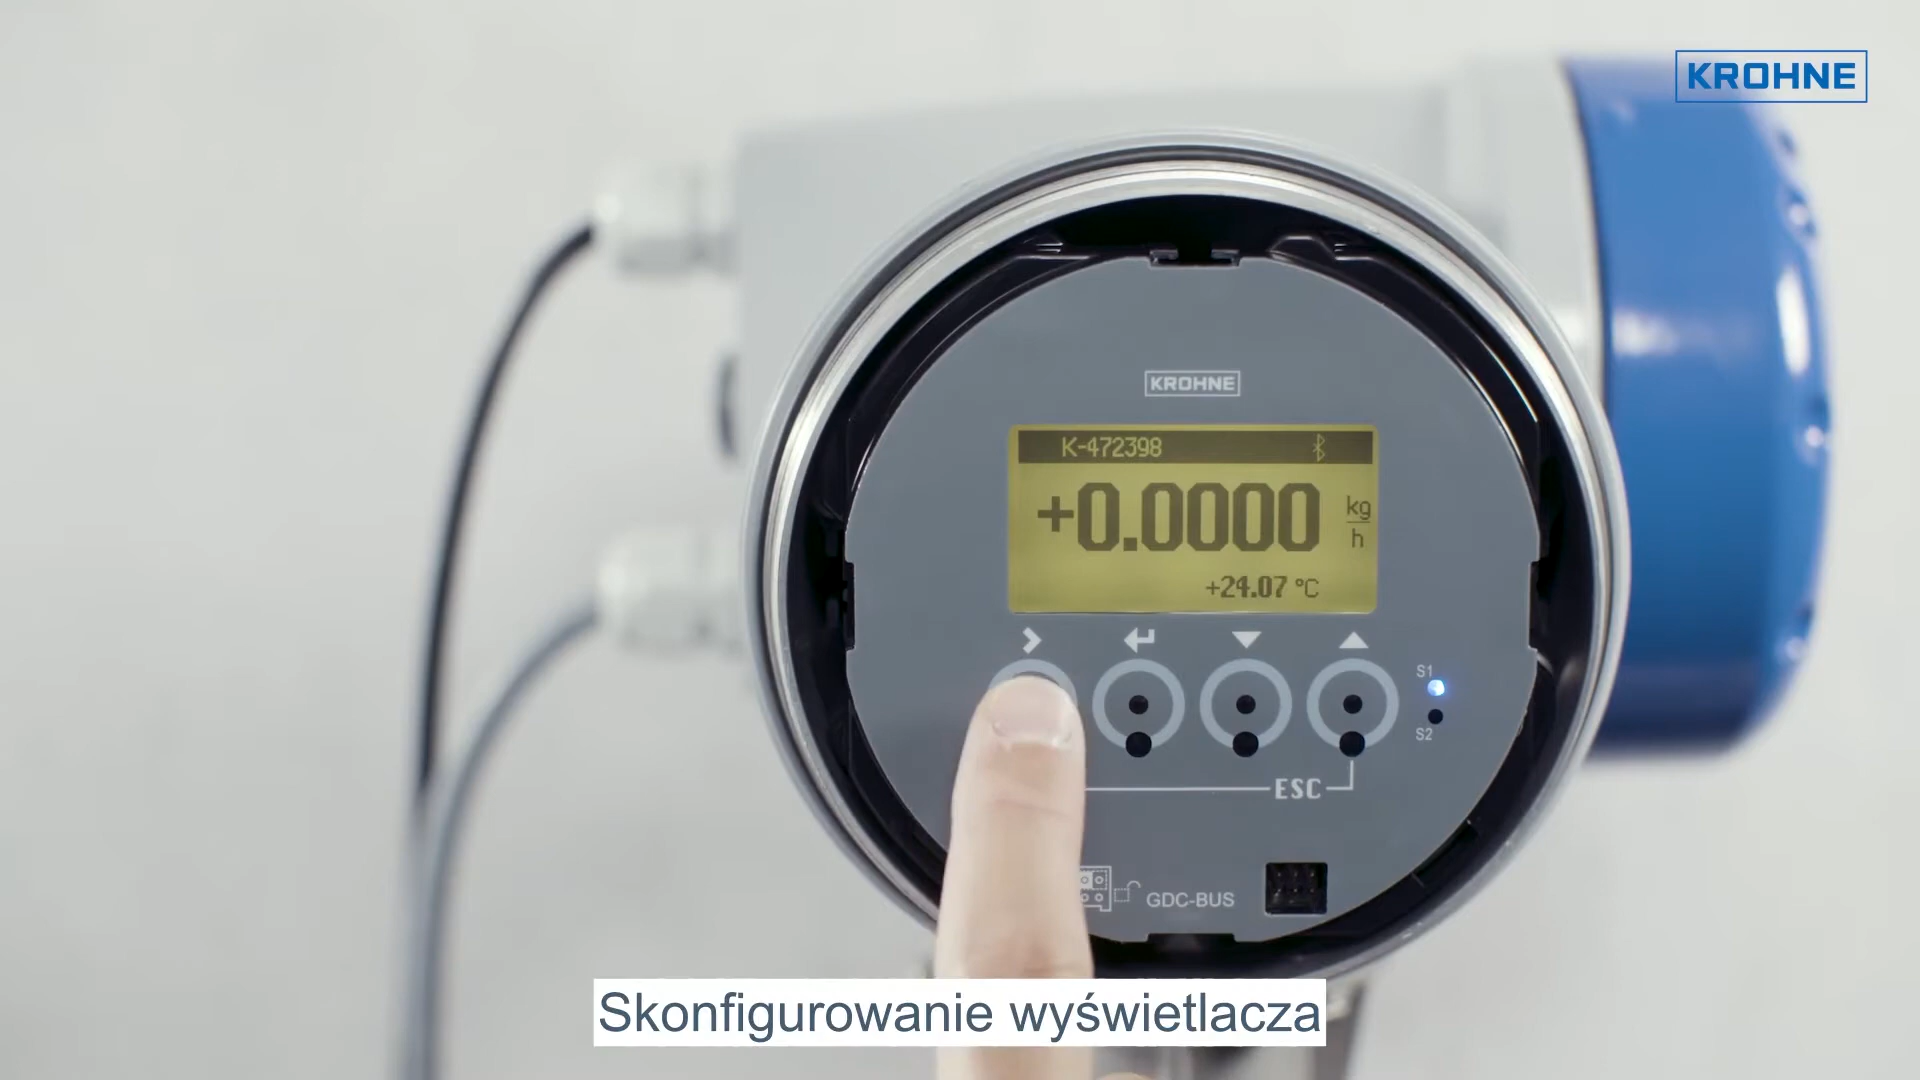 KROHNE
KROHNE
K-472398
+0.0000 kg/h
+24.07 °C
S1
S2
ESC
GDC-BUS
Skonfigurowanie wyświetlacza